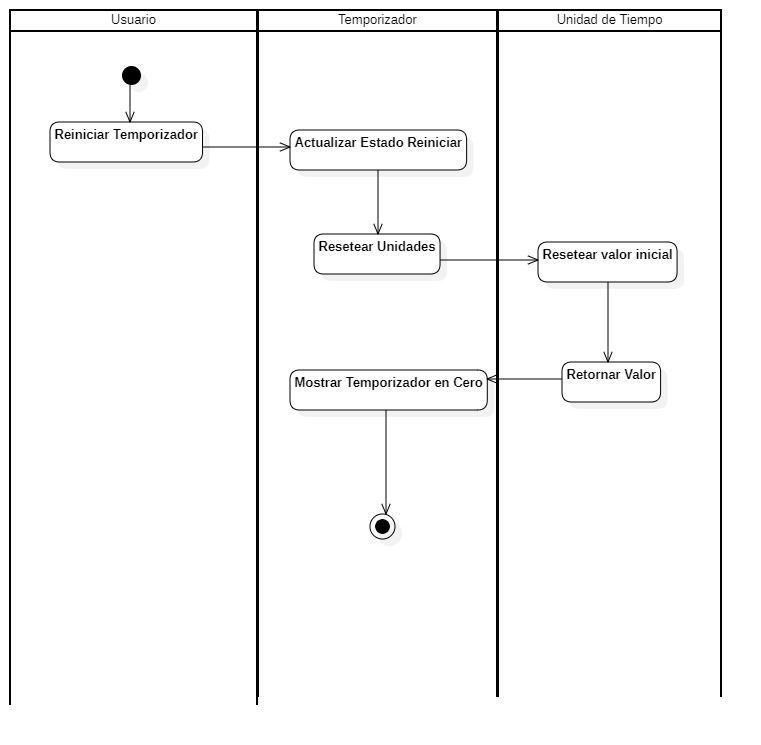 Usuario
Temporizador
Unidad de Tiempo
Reiniciar Temporizador
Actualizar Estado Reiniciar
Resetear Unidades
Resetear valor inicial
Mostrar Temporizador en Cero
Retornar Valor